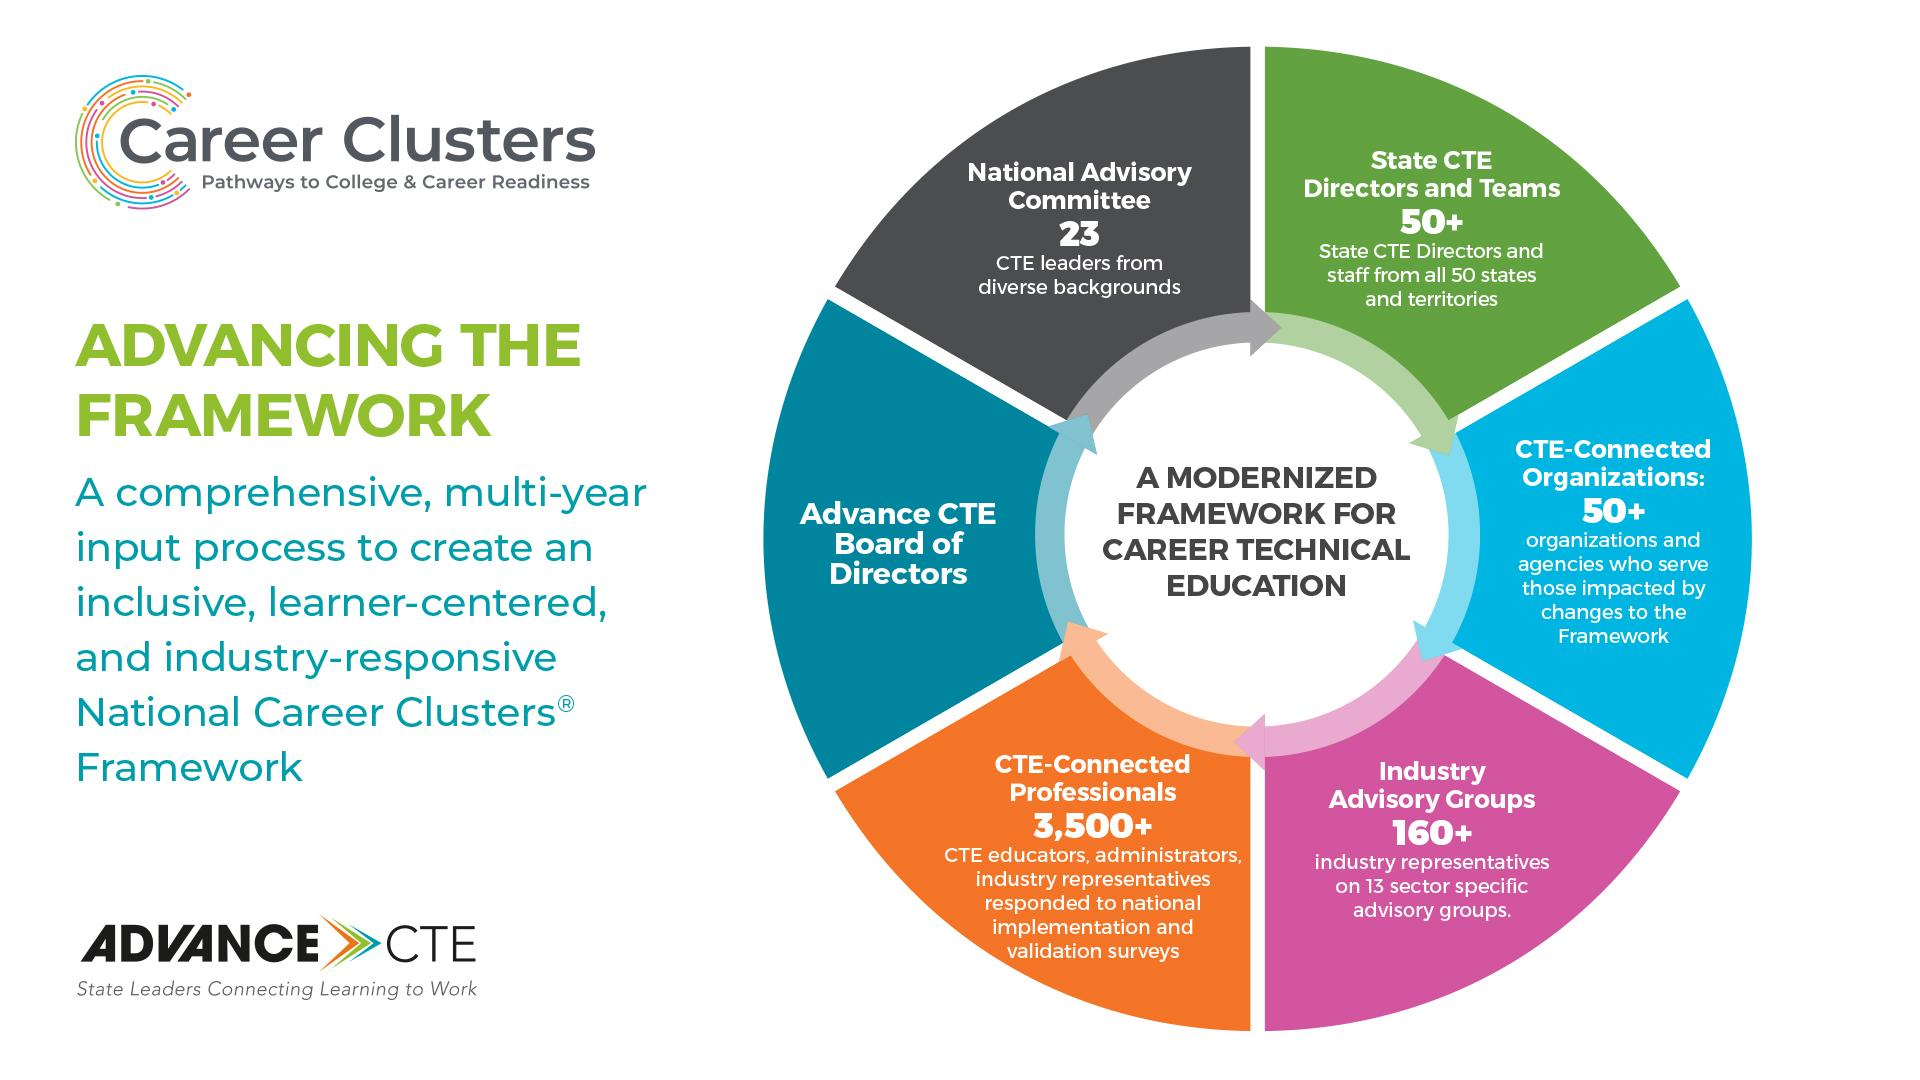 Career Clusters
Pathways to College & Career Readiness
ADVANCING THE
FRAMEWORK
A comprehensive, multi-year
input process to create an
inclusive, learner-centered,
and industry-responsive
National Career Clusters®
Framework
ADVANCE CTE
State Leaders Connecting Learning to Work
National Advisory
Committee
23
CTE leaders from
diverse backgrounds
State CTE
Directors and Teams
50+
State CTE Directors and
staff from all 50 states
and territories
CTE-Connected
Organizations:
50+
organizations and
agencies who serve
those impacted by
changes to the
Framework
Industry
Advisory Groups
160+
industry representatives
on 13 sector specific
advisory groups.
CTE-Connected
Professionals
3,500+
CTE educators, administrators,
industry representatives
responded to national
implementation and
validation surveys
Advance CTE
Board of
Directors
A MODERNIZED
FRAMEWORK FOR
CAREER TECHNICAL
EDUCATION